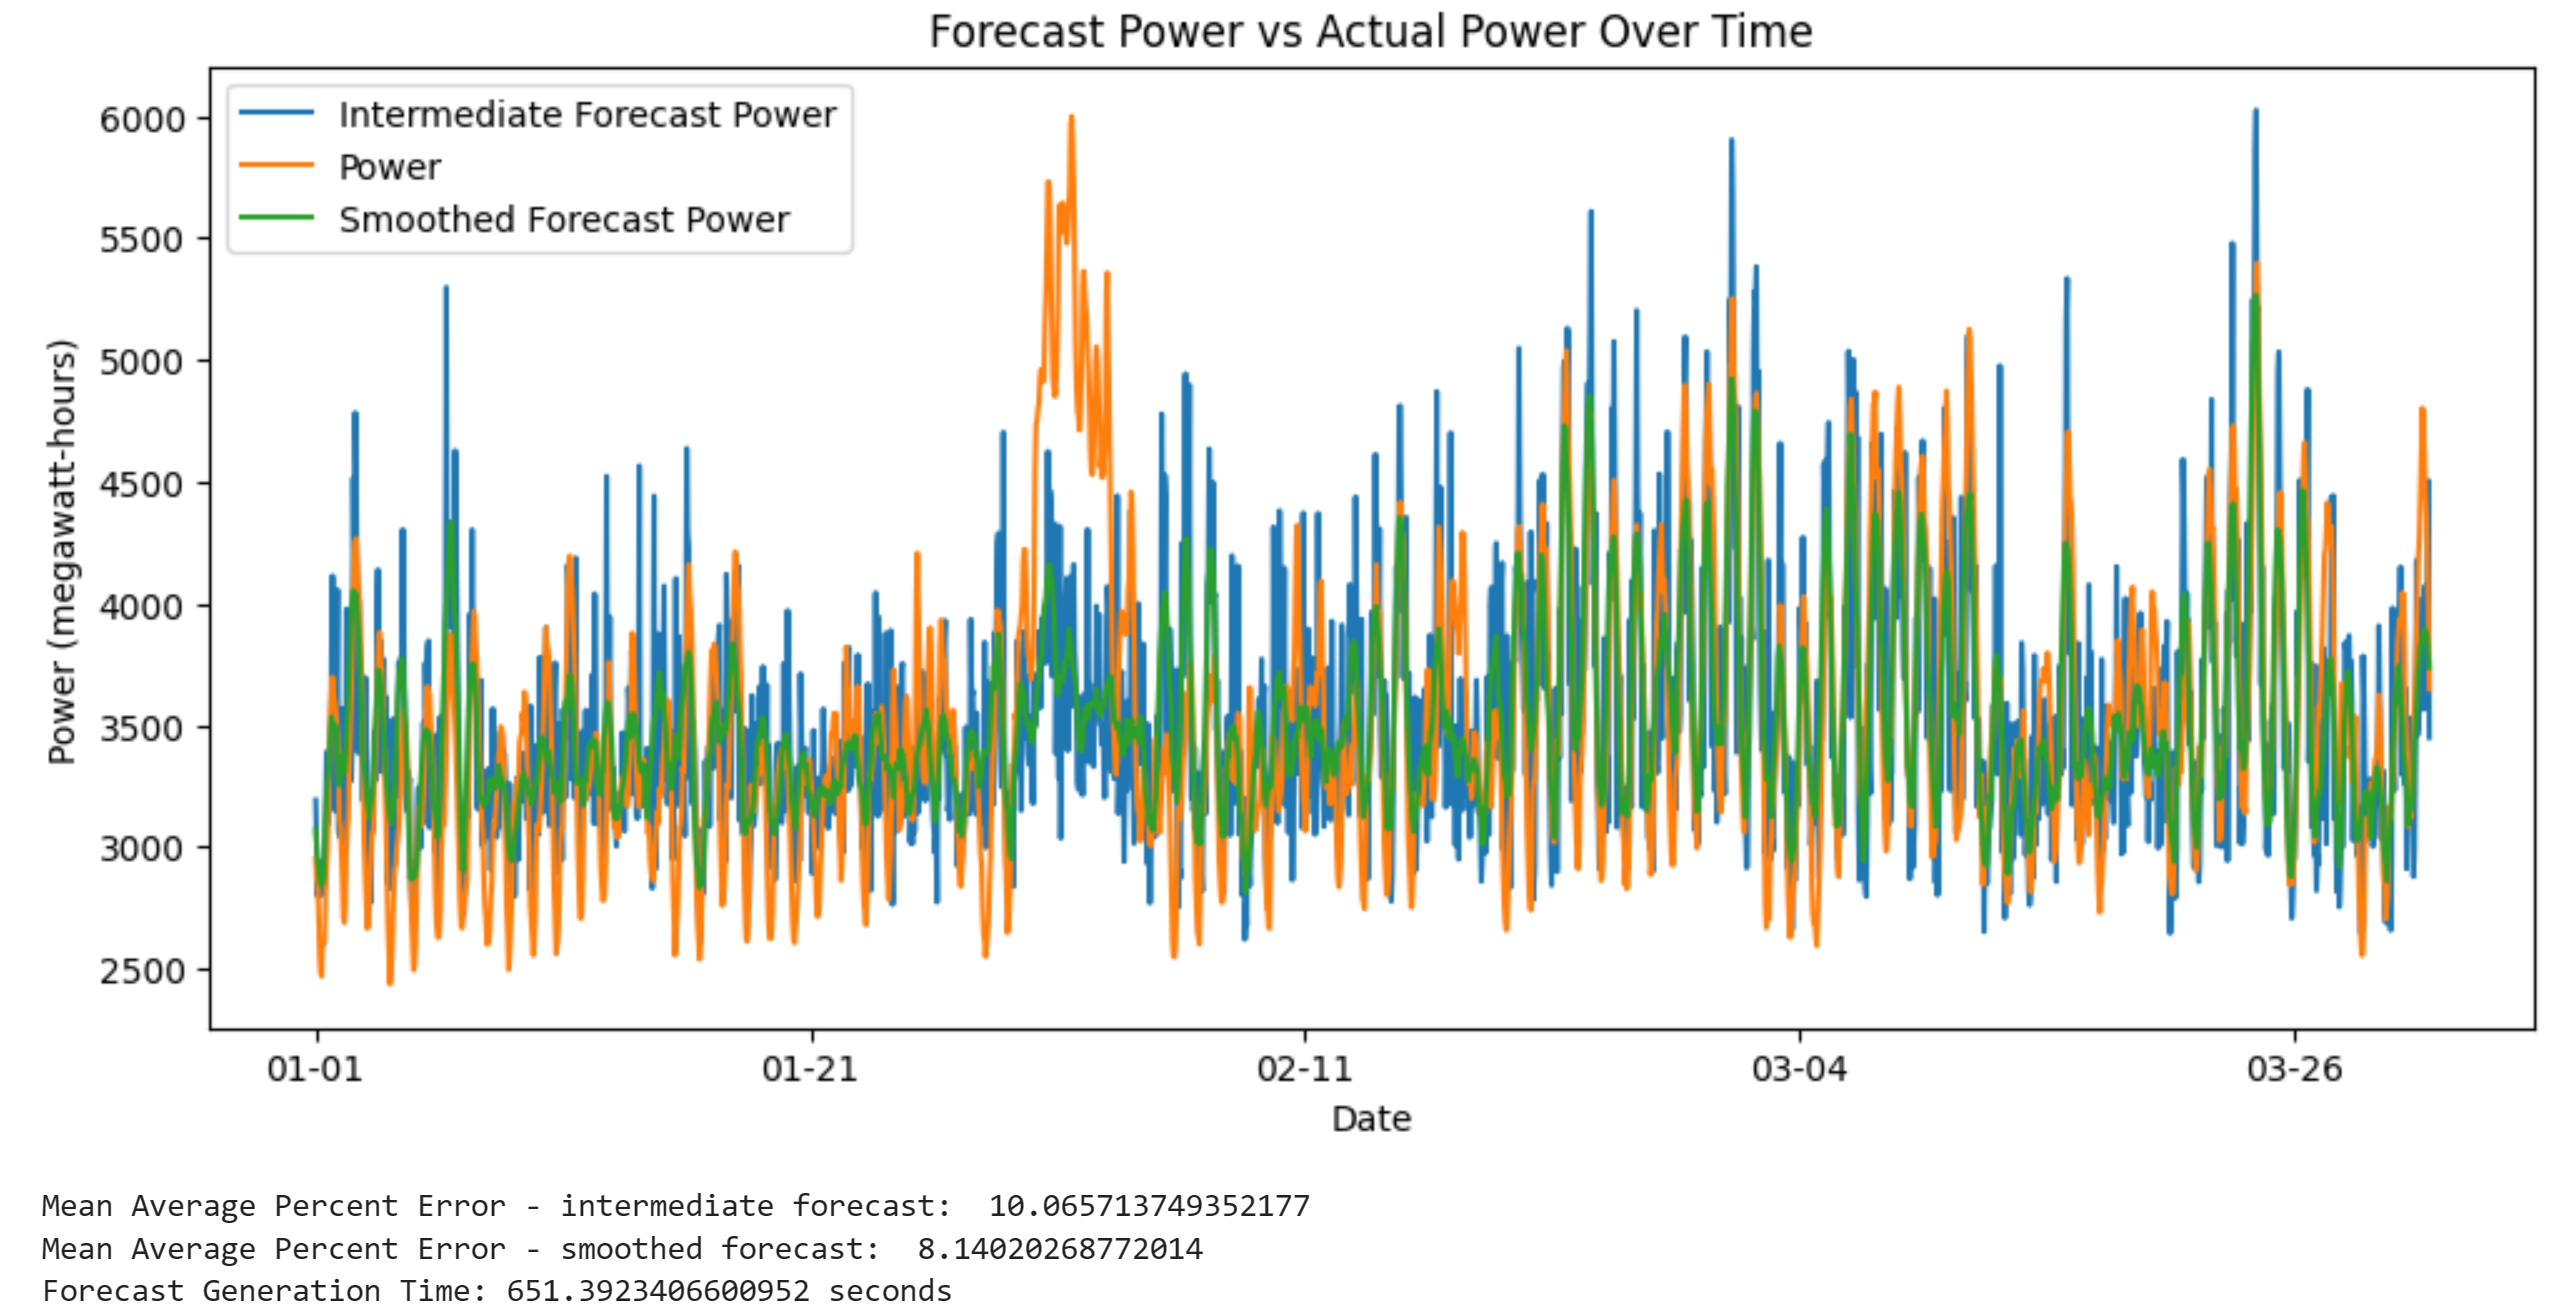 Forecast Power vs Actual Power Over Time
Intermediate Forecast Power
Power
Smoothed Forecast Power
6000
5500
5000
4500
4000
3500
3000
2500
Power (megawatt-hours)
01-01 01-21 02-11 03-04 03-26
Date
Mean Average Percent Error - intermediate forecast:  10.065713749352177
Mean Average Percent Error - smoothed forecast:  8.14020268772014
Forecast Generation Time: 651.3923406600952 seconds